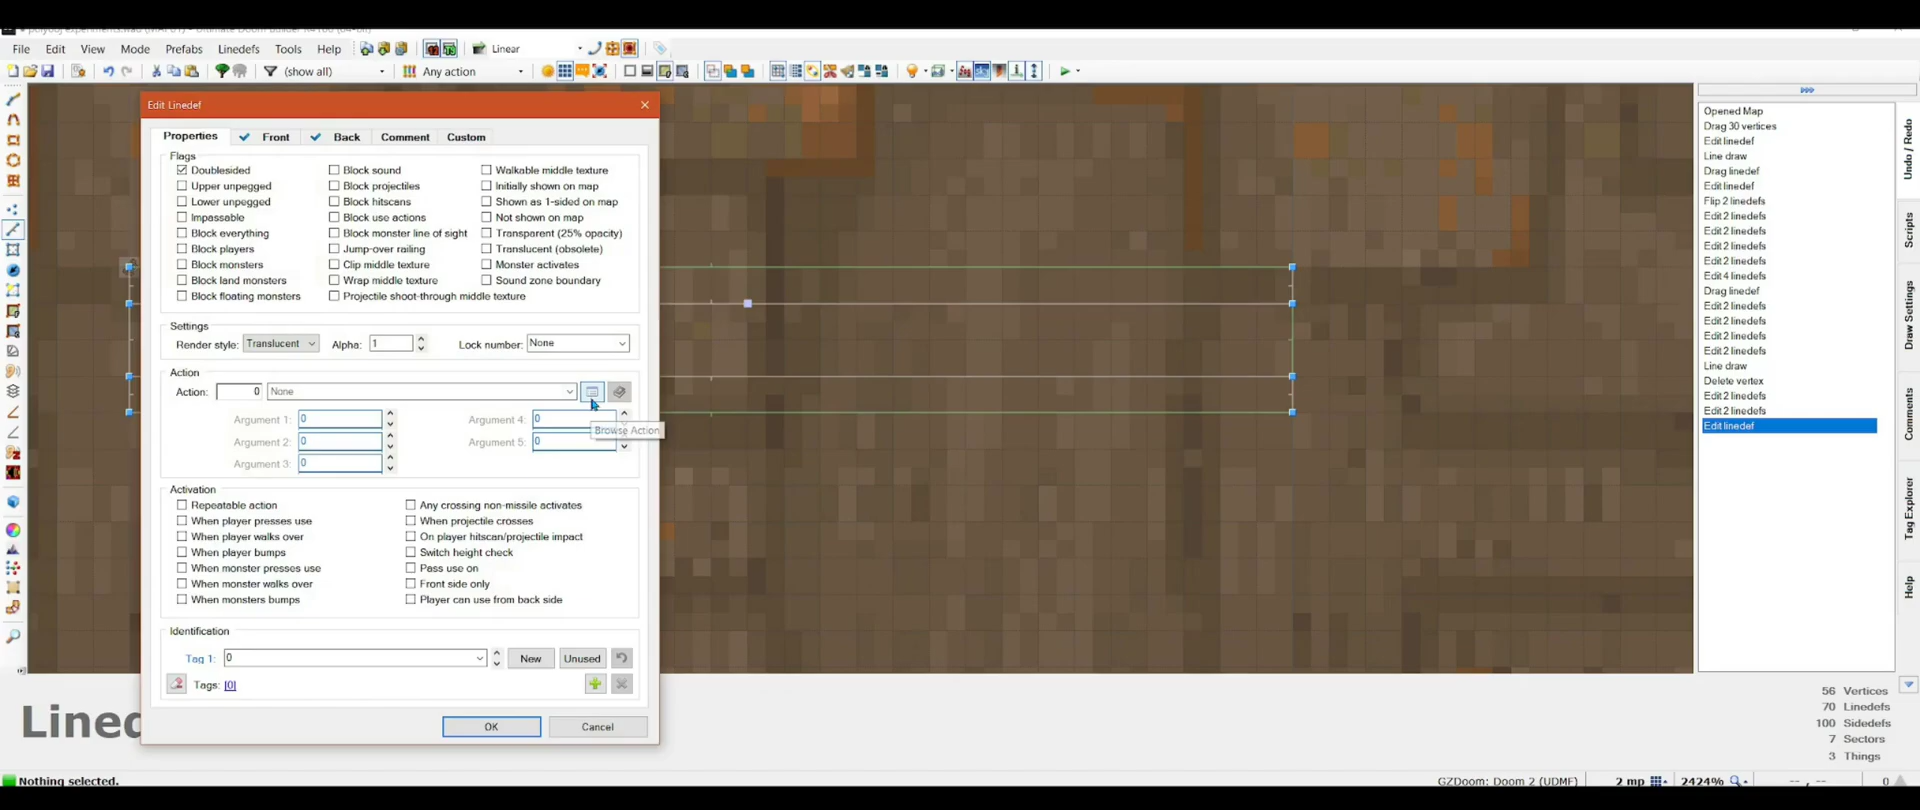 File Edit View Mode Prefabs Linedefs Tools Help Linear
(show all) Any action
Edit Linedef
Properties Front Back Comment Custom
Flags
Doublesided Block sound Walkable middle texture
Upper unpegged Block projectiles Initially shown on map
Lower unpegged Block hitscans Shown as 1-sided on map
Impassable Block use actions Not shown on map
Block everything Block monster line of sight Transparent (25% opacity)
Block players Jump-over railing Translucent (obsolete)
Block monsters Clip middle texture Monster activates
Block land monsters Wrap middle texture Sound zone boundary
Block floating monsters Projectile shoot-through middle texture
Settings
Render style: Translucent Alpha: 1 Lock number: None
Action
Action: 0 None
Argument 1: 0 Argument 4: 0
Browse Action
Argument 2: 0 Argument 5: 0
Argument 3: 0
Activation
Repeatable action Any crossing non-missile activates
When player presses use When projectile crosses
When player walks over On player hitscan/projectile impact
When player bumps Switch height check
When monster presses use Pass use on
When monster walks over Front side only
When monsters bumps Player can use from back side
Identification
Tag 1: 0 New Unused
Tags: [0]
OK Cancel
Opened Map
Drag 30 vertices
Edit linedef
Line draw
Drag linedef
Edit linedef
Flip 2 linedefs
Edit 2 linedefs
Edit 2 linedefs
Edit 2 linedefs
Edit 2 linedefs
Edit 4 linedefs
Drag linedef
Edit 2 linedefs
Edit 2 linedefs
Edit 2 linedefs
Edit 2 linedefs
Line draw
Delete vertex
Edit 2 linedefs
Edit 2 linedefs
Edit linedef
Undo / Redo
Scripts
Draw Settings
Comments
Tag Explorer
Help
Lined
56 Vertices
70 Linedefs
100 Sidedefs
7 Sectors
3 Things
Nothing selected. GZDoom: Doom 2 (UDMF) 2 mp 2424% -- , -- 0